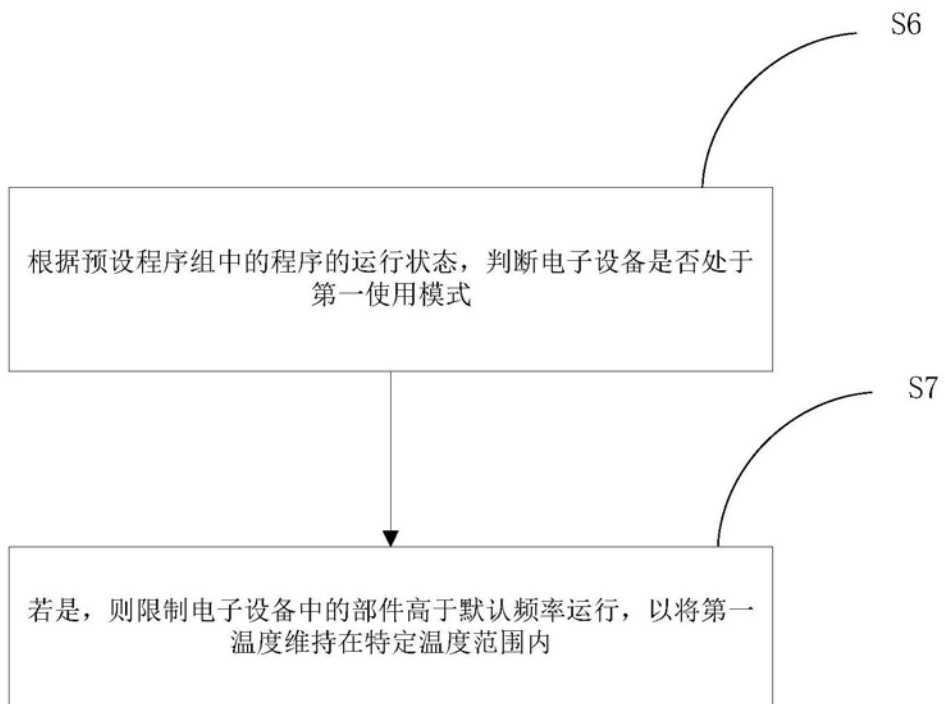 S6
根据预设程序组中的程序的运行状态，判断电子设备是否处于
第一使用模式
S7
若是，则限制电子设备中的部件高于默认频率运行，以将第一
温度维持在特定温度范围内